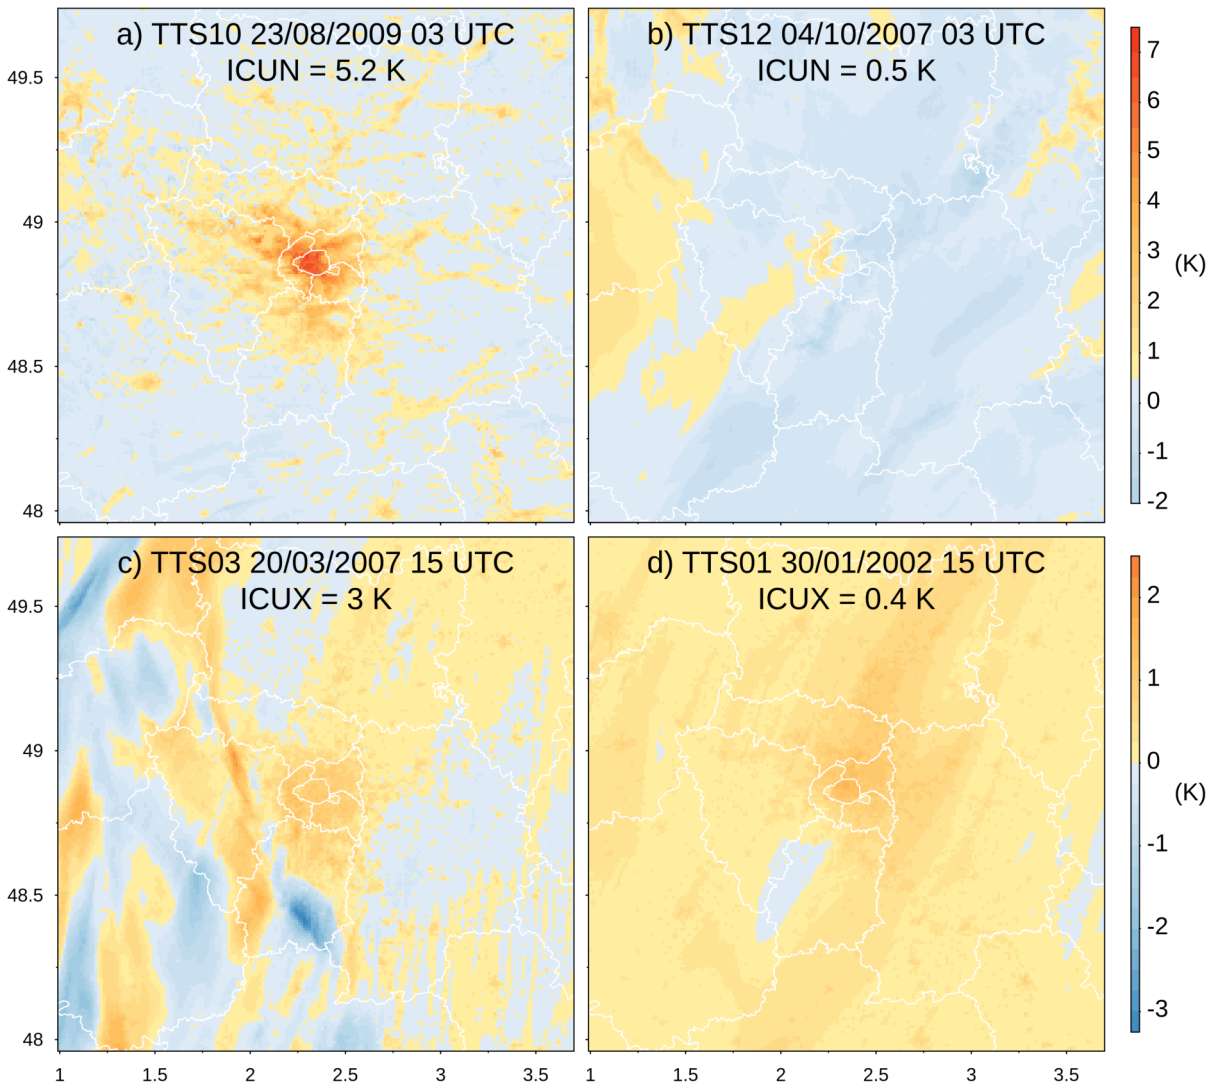 a) TTS10 23/08/2009 03 UTC
ICUN = 5.2 K
b) TTS12 04/10/2007 03 UTC
ICUN = 0.5 K
49.5
49
48.5
48
7
6
5
4
3
2
1
0
-1
-2
(K)
c) TTS03 20/03/2007 15 UTC
ICUX = 3 K
d) TTS01 30/01/2002 15 UTC
ICUX = 0.4 K
49.5
49
48.5
48
2
1
0
-1
-2
-3
(K)
1 1.5 2 2.5 3 3.5
1 1.5 2 2.5 3 3.5